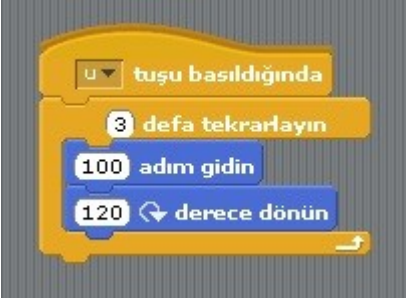 u tuşu basıldığında
3 defa tekrarlayın
100 adım gidin
120 derece dönün